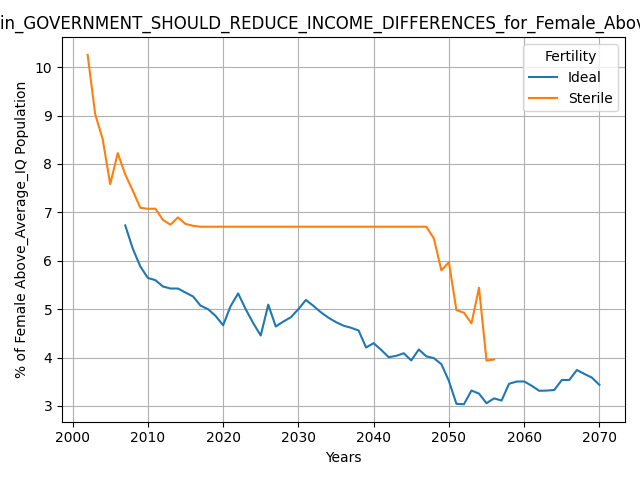 in_GOVERNMENT_SHOULD_REDUCE_INCOME_DIFFERENCES_for_Female_Abov
Fertility
Ideal
Sterile
10
9
8
7
6
5
4
3
% of Female Above_Average_IQ Population
2000 2010 2020 2030 2040 2050 2060 2070
Years